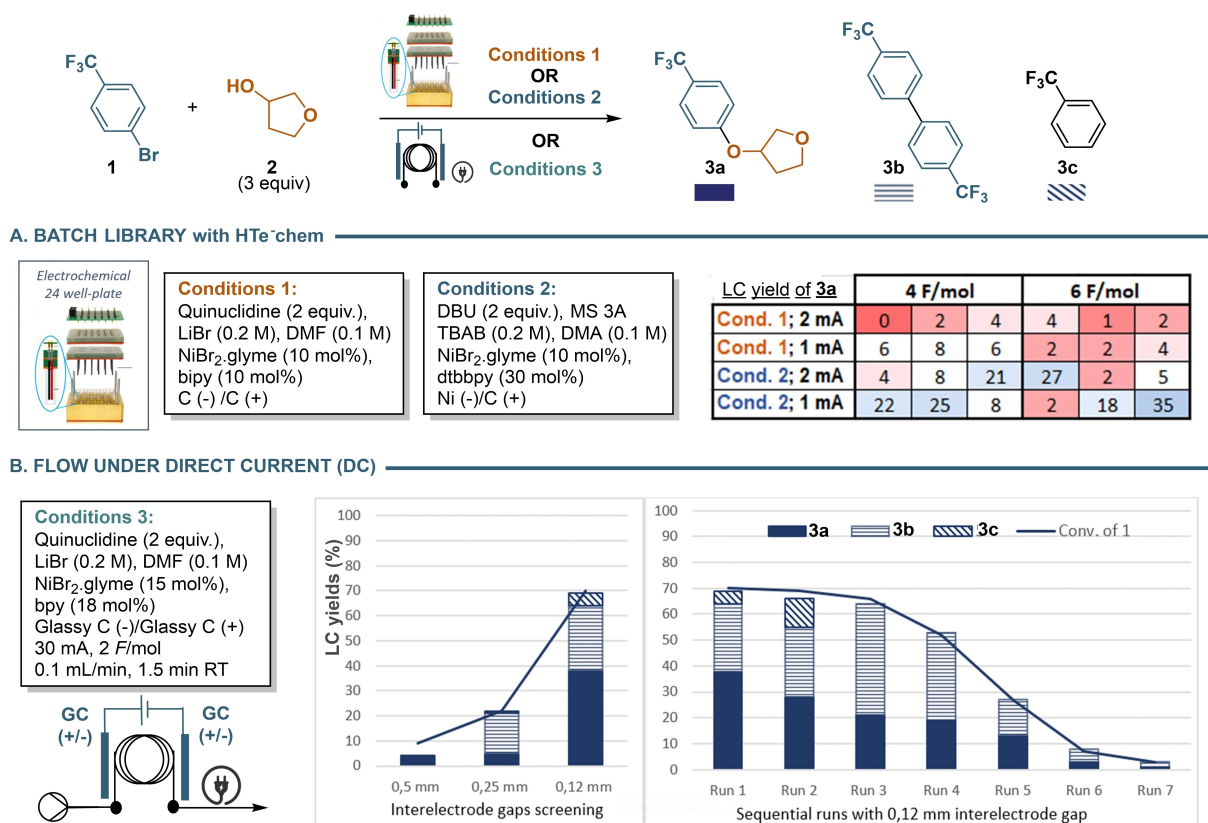 F3C
Br
1
+
HO
O
2
(3 equiv)
Conditions 1
OR
Conditions 2
OR
Conditions 3
F3C
O
O
3a
F3C
CF3
3b
F3C
3c
A. BATCH LIBRARY with HTe-chem
Electrochemical
24 well-plate
Conditions 1:
Quinuclidine (2 equiv.),
LiBr (0.2 M), DMF (0.1 M)
NiBr2.glyme (10 mol%),
bipy (10 mol%)
C (-) /C (+)
Conditions 2:
DBU (2 equiv.), MS 3A
TBAB (0.2 M), DMA (0.1 M)
NiBr2.glyme (10 mol%),
dtbbpy (30 mol%)
Ni (-)/C (+)
LC yield of 3a 4 F/mol 6 F/mol
Cond. 1; 2 mA 0 2 4 4 1 2
Cond. 1; 1 mA 6 8 6 2 2 4
Cond. 2; 2 mA 4 8 21 27 2 5
Cond. 2; 1 mA 22 25 8 2 18 35
B. FLOW UNDER DIRECT CURRENT (DC)
Conditions 3:
Quinuclidine (2 equiv.),
LiBr (0.2 M), DMF (0.1 M)
NiBr2.glyme (15 mol%),
bpy (18 mol%)
Glassy C (-)/Glassy C (+)
30 mA, 2 F/mol
0.1 mL/min, 1.5 min RT
GC
(+/-)
GC
(+/-)
LC yields (%)
100
90
80
70
60
50
40
30
20
10
0
0,5 mm 0,25 mm 0,12 mm
Interelectrode gaps screening
3a 3b 3c Conv. of 1
100
90
80
70
60
50
40
30
20
10
0
Run 1 Run 2 Run 3 Run 4 Run 5 Run 6 Run 7
Sequential runs with 0,12 mm interelectrode gap